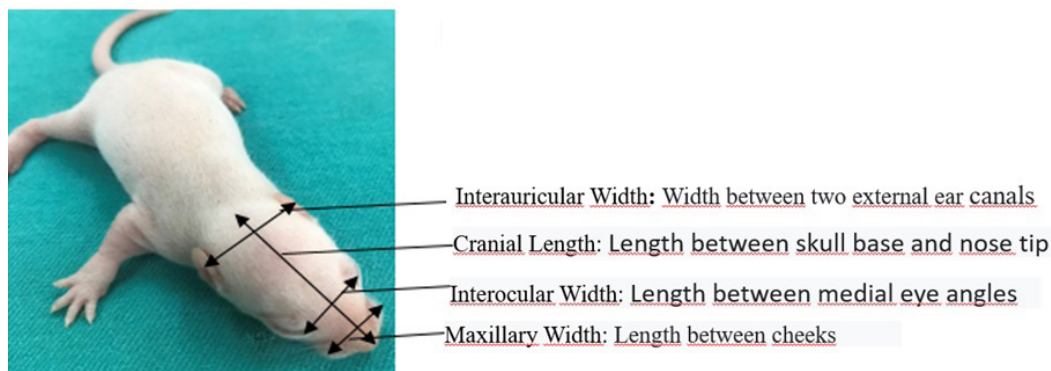 Interauricular Width: Width between two external ear canals
Cranial Length: Length between skull base and nose tip
Interocular Width: Length between medial eye angles
Maxillary Width: Length between cheeks